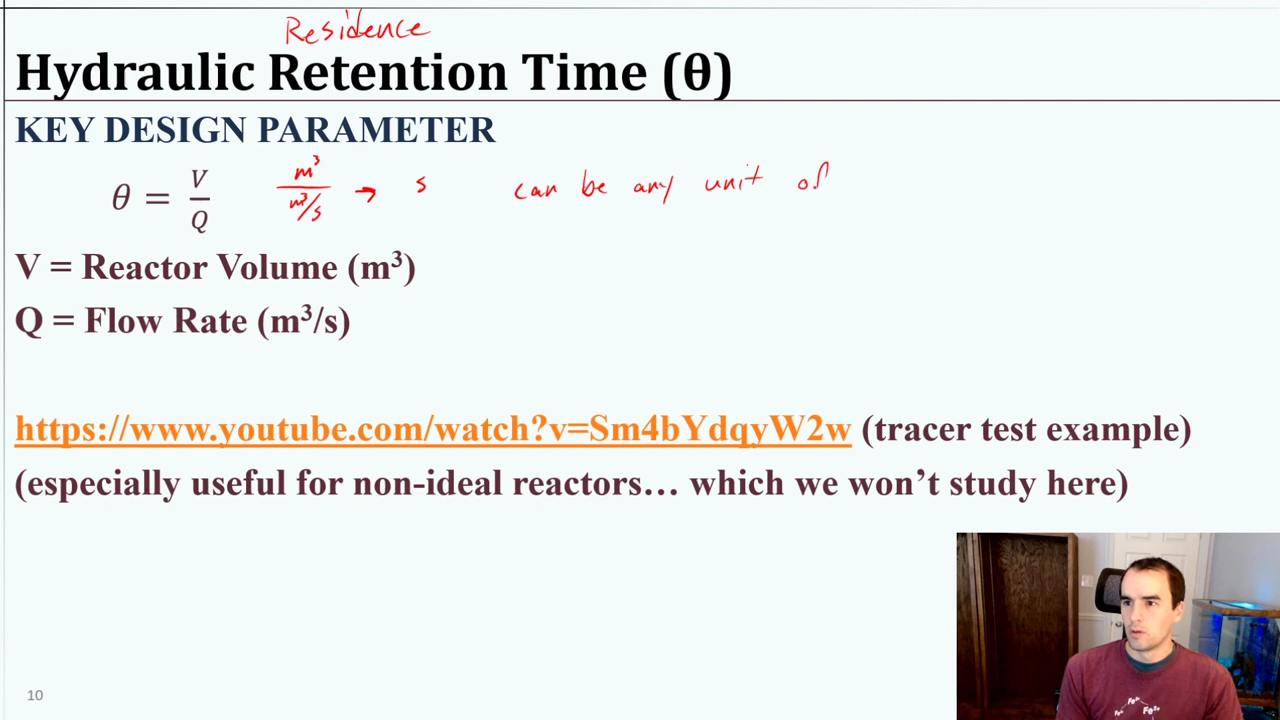 Residence
Hydraulic Retention Time (θ)
KEY DESIGN PARAMETER
θ = V/Q m³/m³/s → s can be any unit of
V = Reactor Volume (m³)
Q = Flow Rate (m³/s)
https://www.youtube.com/watch?v=Sm4bYdqyW2w (tracer test example)
(especially useful for non-ideal reactors… which we won’t study here)
10